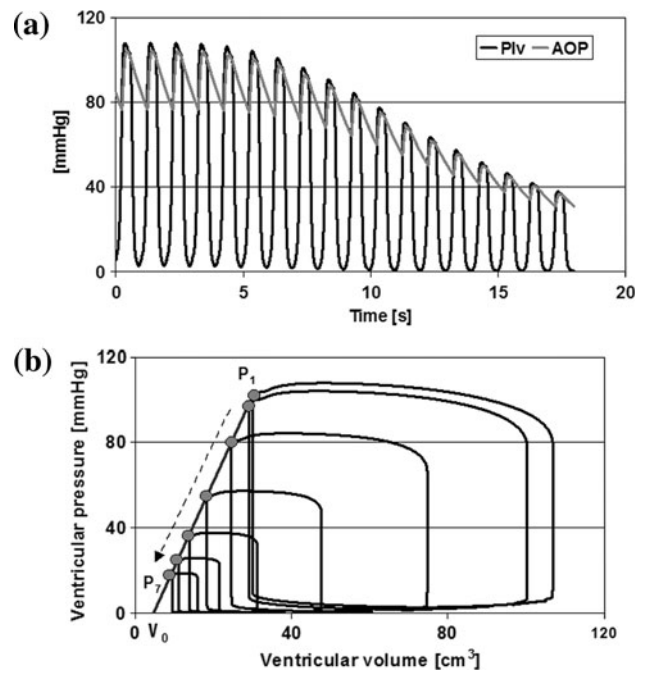 (a)
120
80
40
0
[mmHg]
Plv AOP
0 5 10 15 20
Time [s]
(b)
120
80
40
0
Ventricular pressure [mmHg]
P1
P7
0 V0 40 80 120
Ventricular volume [cm3]